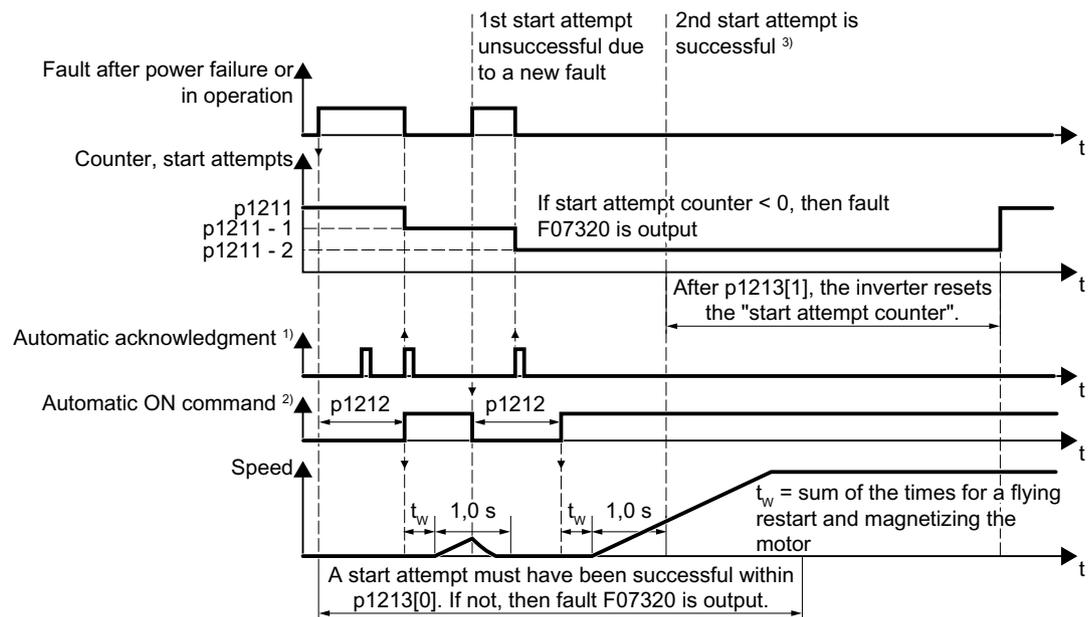 1st start attempt
unsuccessful due
to a new fault
2nd start attempt is
successful 3)
Fault after power failure or
in operation
t
Counter, start attempts
p1211
p1211 - 1
p1211 - 2
If start attempt counter < 0, then fault
F07320 is output
t
After p1213[1], the inverter resets
the "start attempt counter".
Automatic acknowledgment 1)
t
Automatic ON command 2)
p1212
p1212
t
Speed
tW
1,0 s
tW
1,0 s
tW = sum of the times for a flying
restart and magnetizing the
motor
t
A start attempt must have been successful within
p1213[0]. If not, then fault F07320 is output.